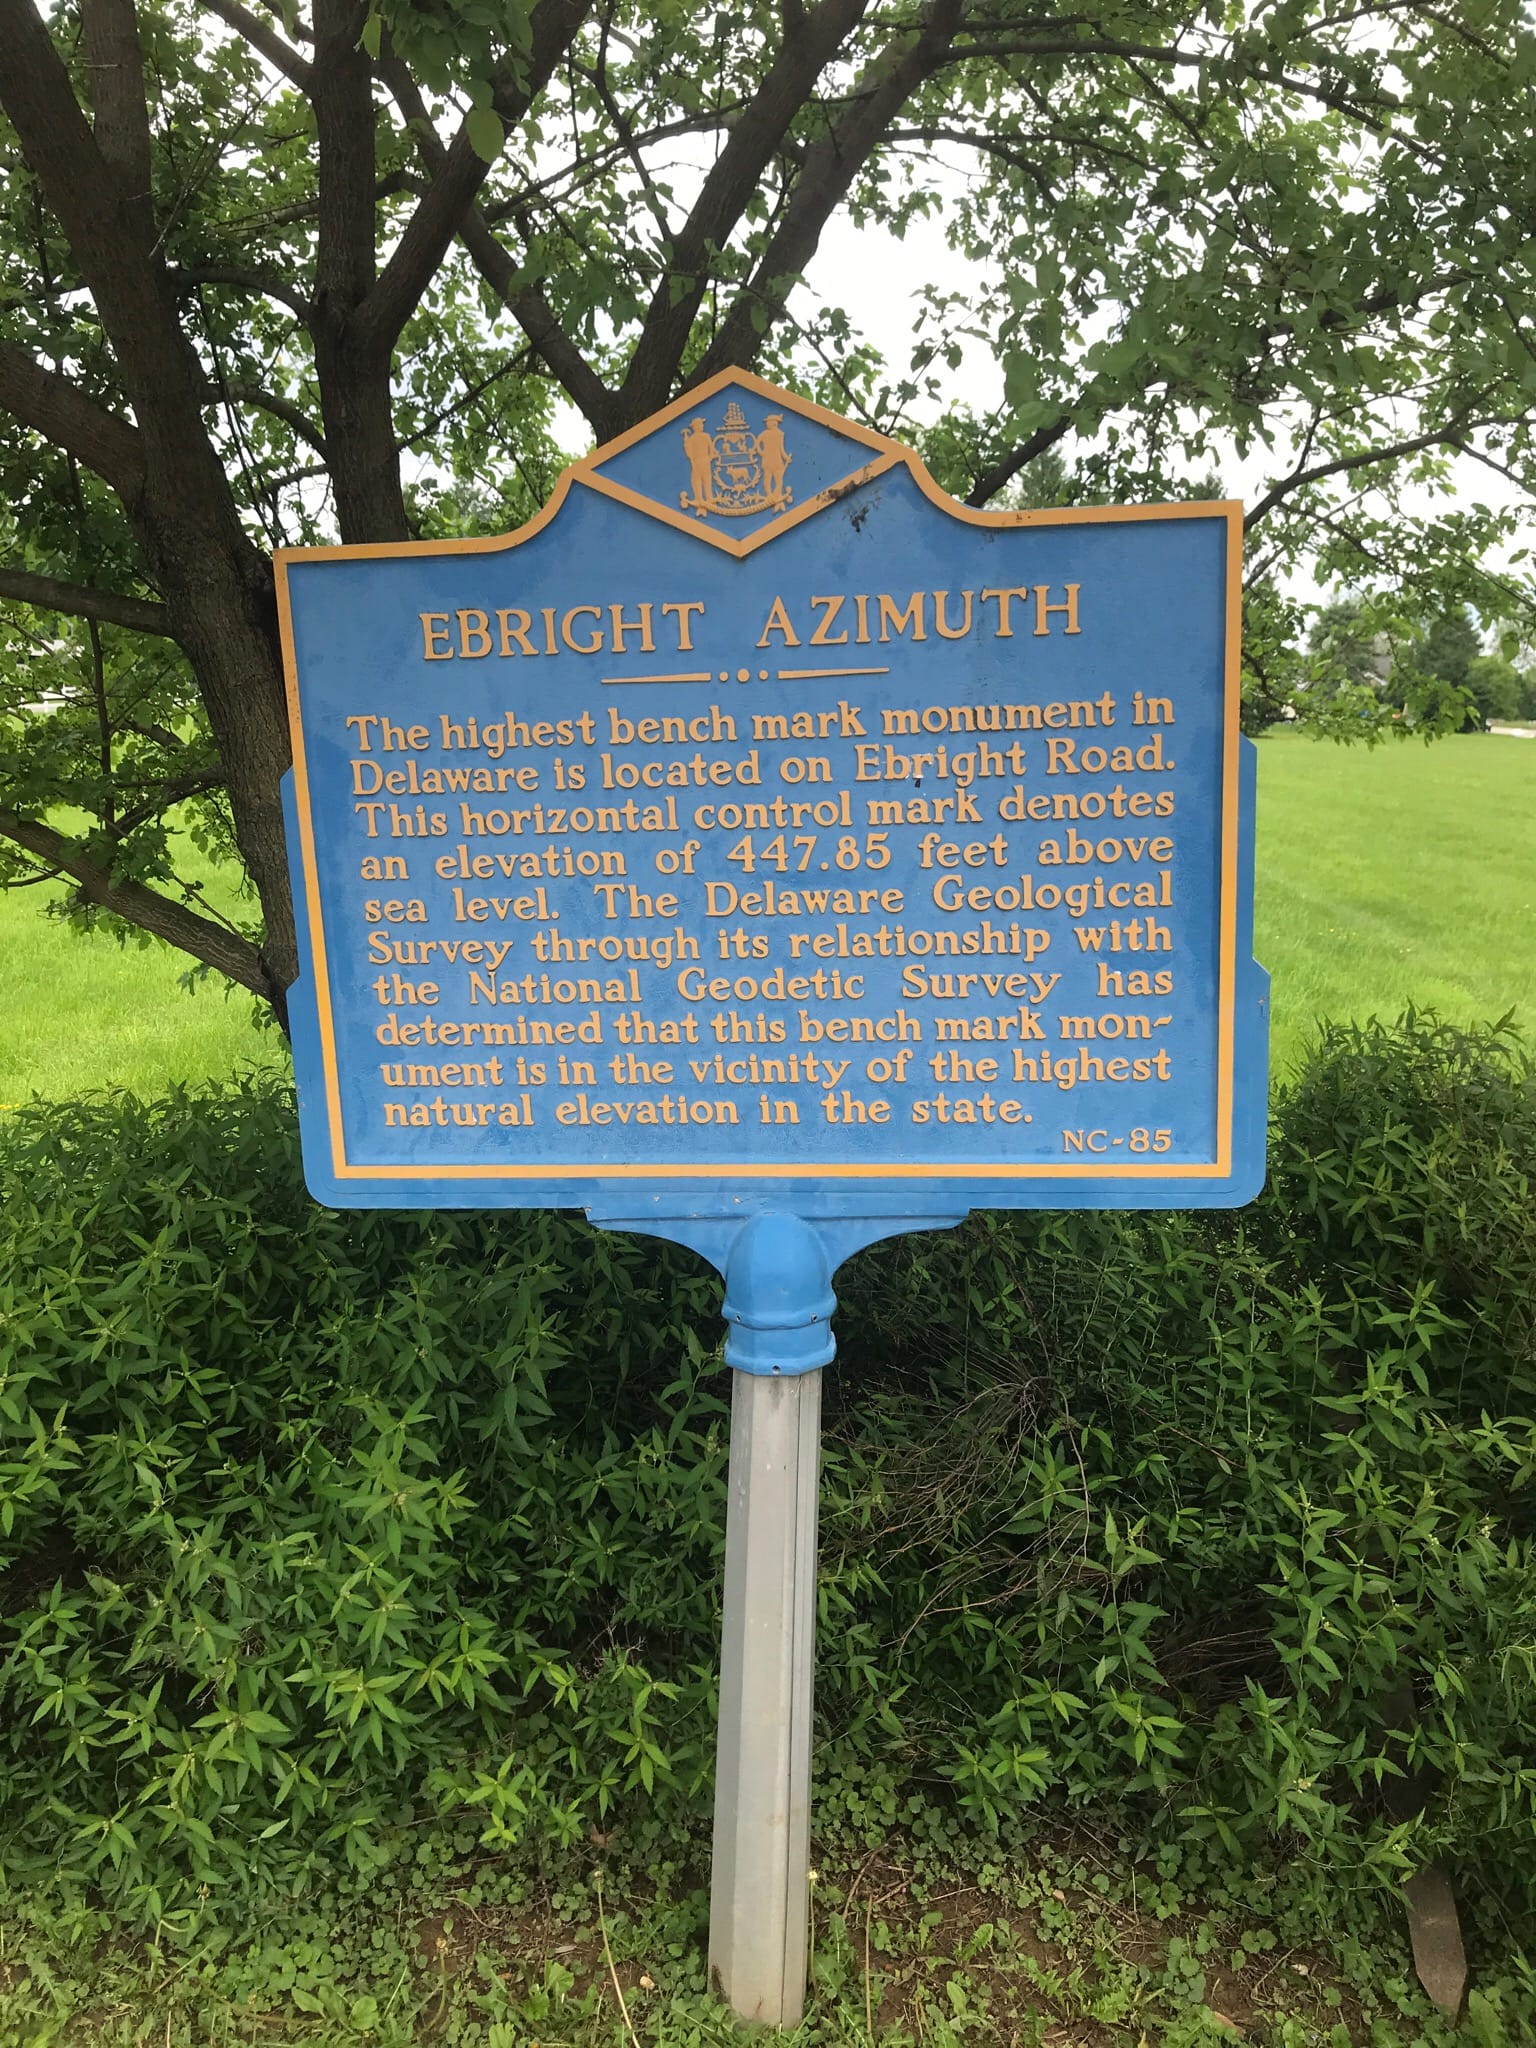 EBRIGHT AZIMUTH
The highest bench mark monument in
Delaware is located on Ebright Road.
This horizontal control mark denotes
an elevation of 447.85 feet above
sea level. The Delaware Geological
Survey through its relationship with
the National Geodetic Survey has
determined that this bench mark mon-
ument is in the vicinity of the highest
natural elevation in the state.
NC-85